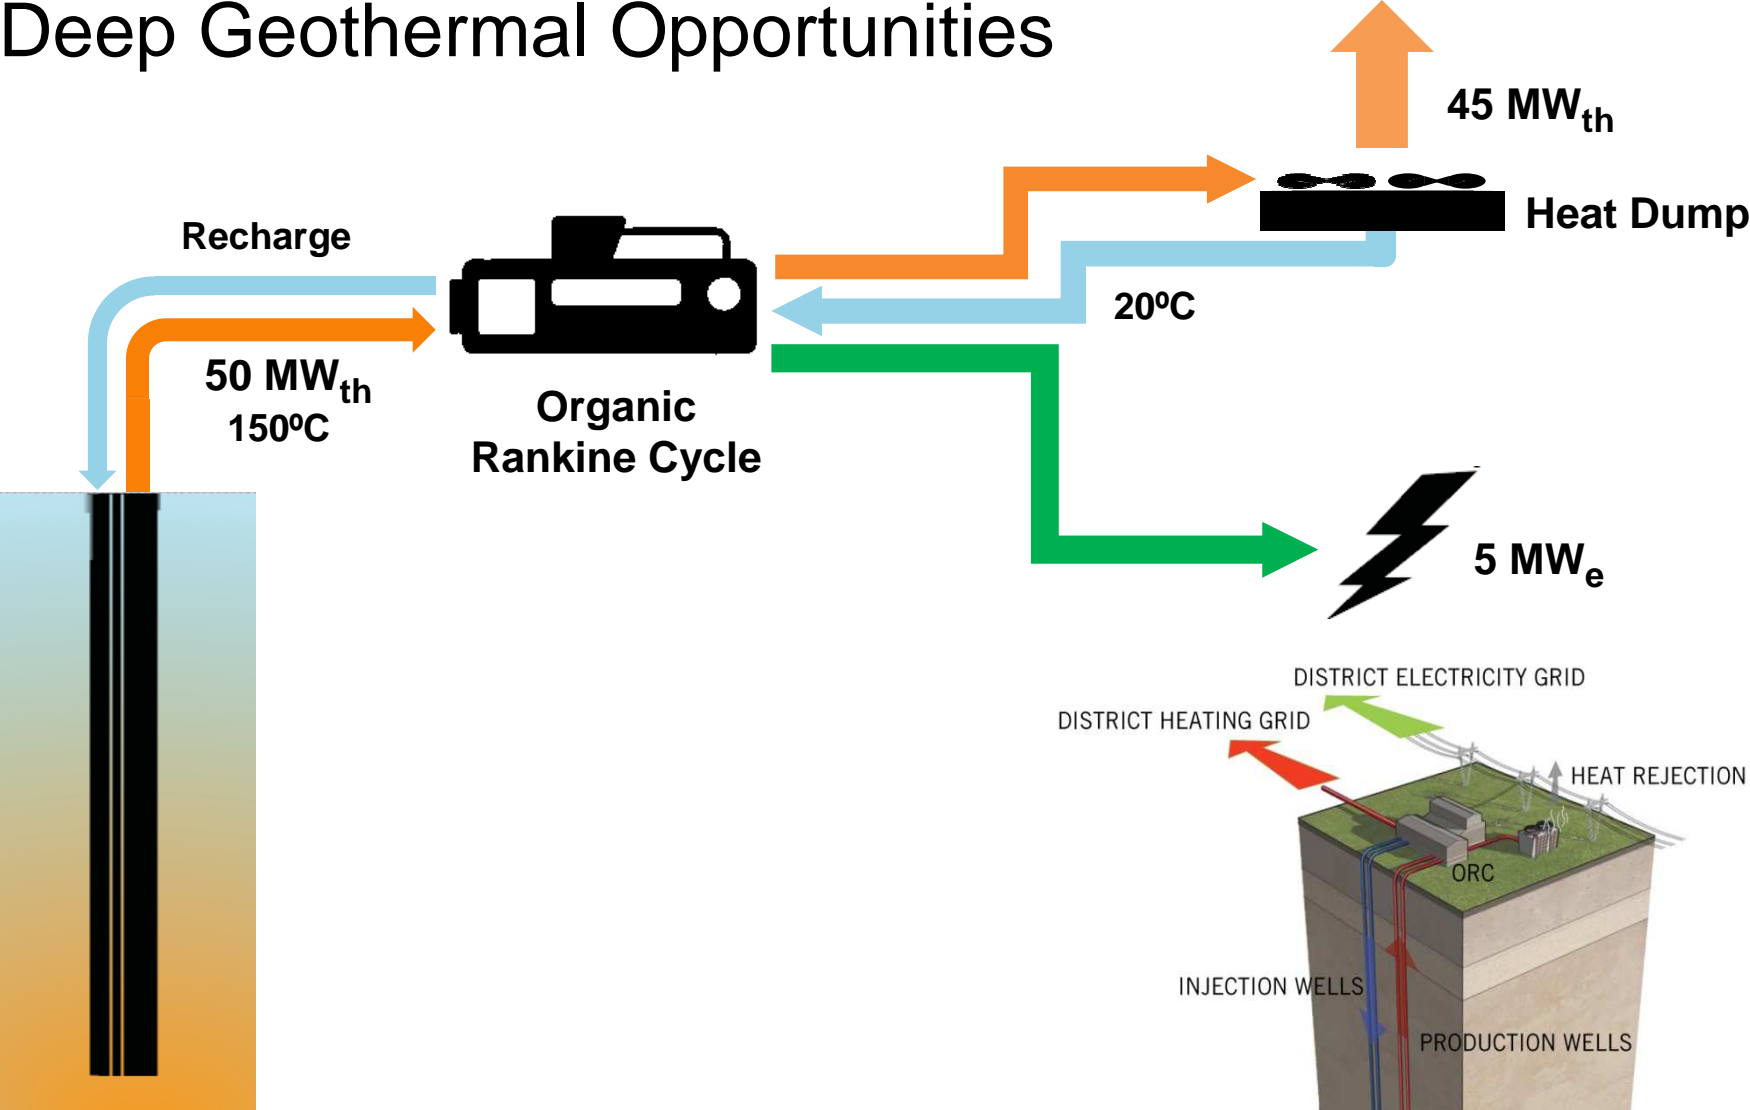 Deep Geothermal Opportunities
45 MWth
Heat Dump
Recharge
20ºC
50 MWth
150ºC
Organic
Rankine Cycle
5 MWe
DISTRICT ELECTRICITY GRID
DISTRICT HEATING GRID
HEAT REJECTION
ORC
INJECTION WELLS
PRODUCTION WELLS